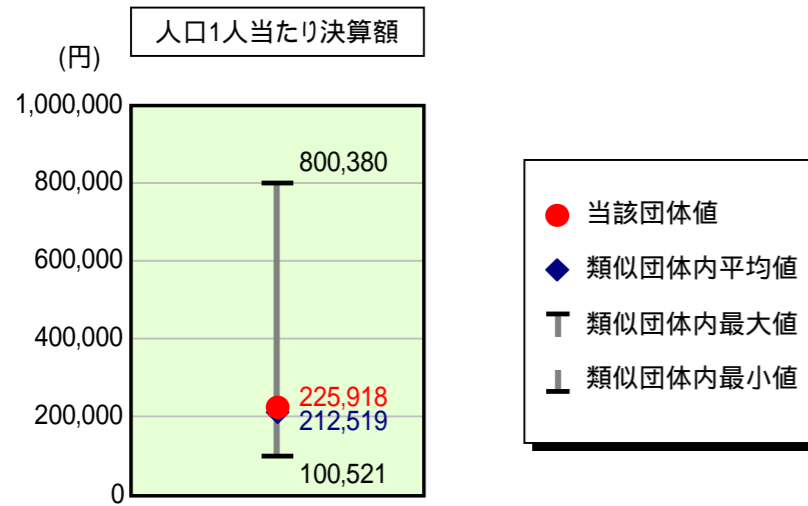 人口1人当たり決算額
(円)
1,000,000
800,000
600,000
400,000
200,000
0
800,380
225,918
212,519
100,521
当該団体値
類似団体内平均値
類似団体内最大値
類似団体内最小値